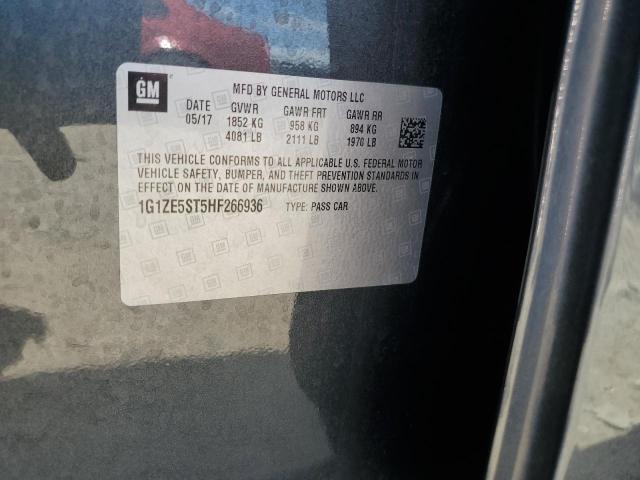 GM
MFD BY GENERAL MOTORS LLC
DATE GVWR GAWR FRT GAWR RR
05/17 1852 KG 958 KG 894 KG
4081 LB 2111 LB 1970 LB
THIS VEHICLE CONFORMS TO ALL APPLICABLE U.S. FEDERAL MOTOR
VEHICLE SAFETY, BUMPER, AND THEFT PREVENTION STANDARDS IN
EFFECT ON THE DATE OF MANUFACTURE SHOWN ABOVE.
1G1ZE5ST5HF266936 TYPE: PASS CAR